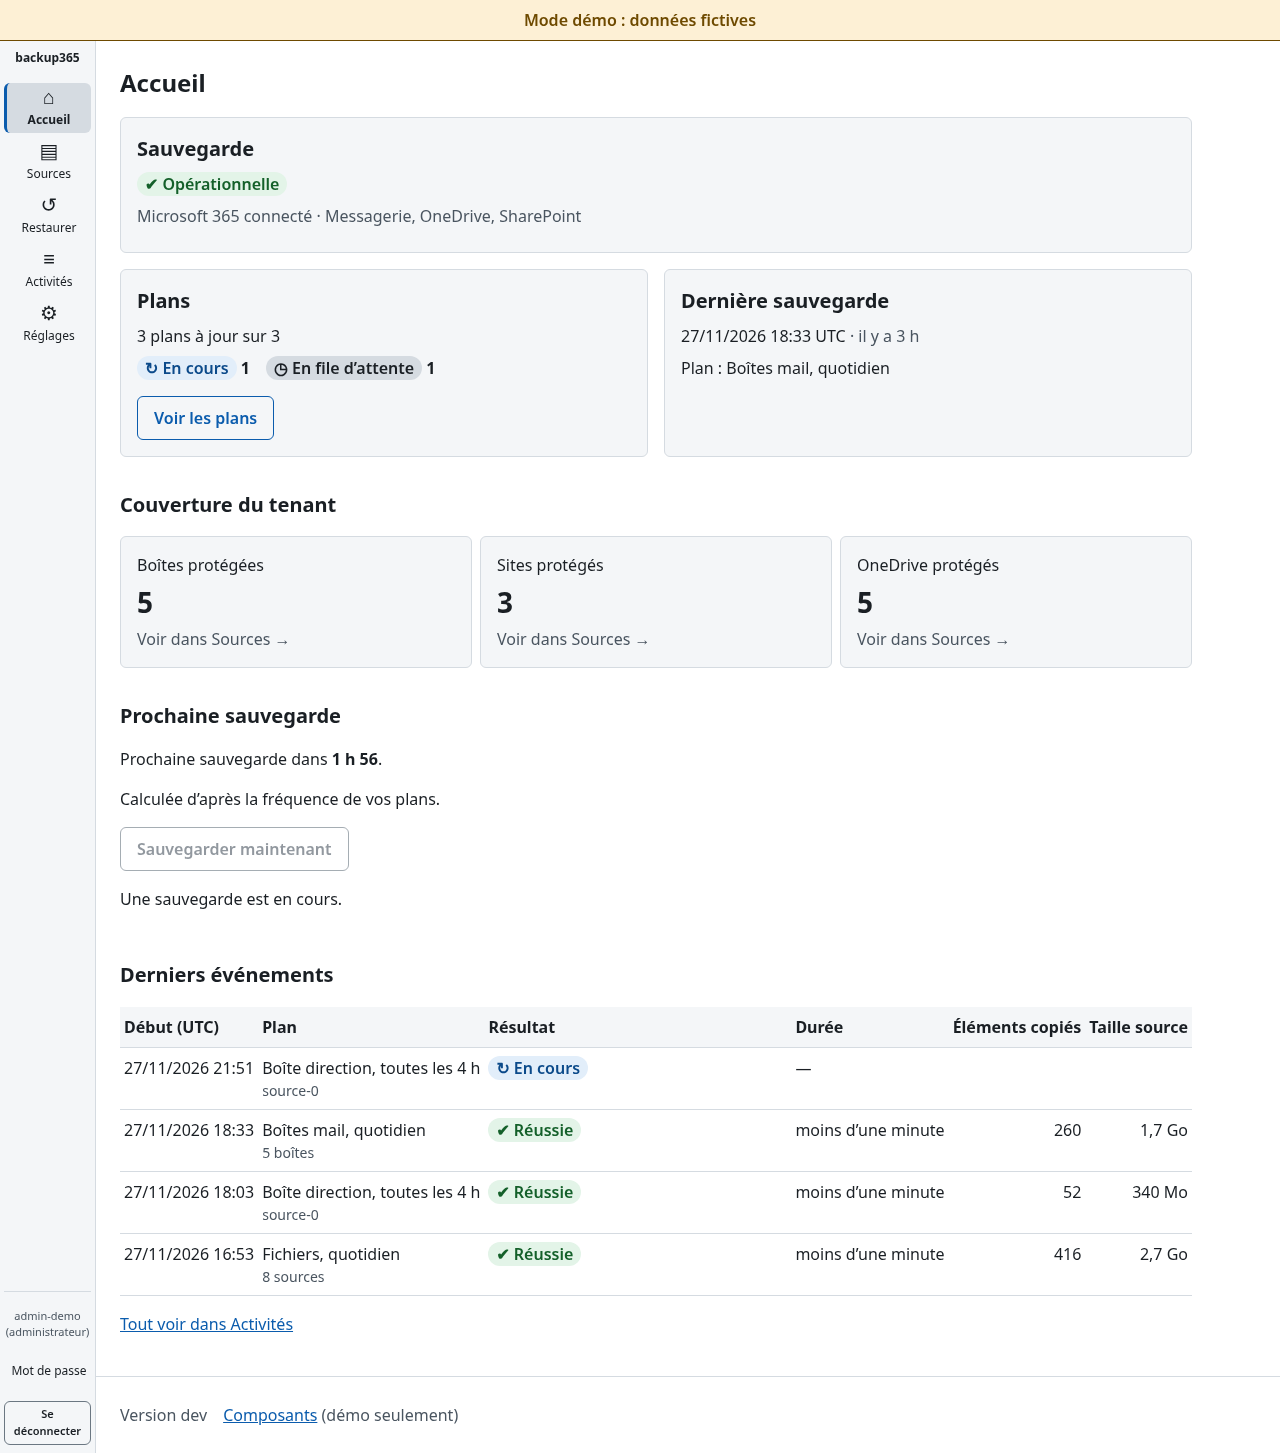 Mode démo : données fictives
backup365
Accueil
Sources
Restaurer
Activités
Réglages
admin-demo
(administrateur)
Mot de passe
Se
déconnecter
Accueil
Sauvegarde
✔ Opérationnelle
Microsoft 365 connecté · Messagerie, OneDrive, SharePoint
Plans
3 plans à jour sur 3
↻ En cours 1 ◷ En file d’attente 1
Voir les plans
Dernière sauvegarde
27/11/2026 18:33 UTC · il y a 3 h
Plan : Boîtes mail, quotidien
Couverture du tenant
Boîtes protégées
5
Voir dans Sources →
Sites protégés
3
Voir dans Sources →
OneDrive protégés
5
Voir dans Sources →
Prochaine sauvegarde
Prochaine sauvegarde dans 1 h 56.
Calculée d’après la fréquence de vos plans.
Sauvegarder maintenant
Une sauvegarde est en cours.
Derniers événements
Début (UTC) Plan Résultat Durée Éléments copiés Taille source
27/11/2026 21:51 Boîte direction, toutes les 4 h ↻ En cours —
source-0
27/11/2026 18:33 Boîtes mail, quotidien ✔ Réussie moins d’une minute 260 1,7 Go
5 boîtes
27/11/2026 18:03 Boîte direction, toutes les 4 h ✔ Réussie moins d’une minute 52 340 Mo
source-0
27/11/2026 16:53 Fichiers, quotidien ✔ Réussie moins d’une minute 416 2,7 Go
8 sources
Tout voir dans Activités
Version dev Composants (démo seulement)